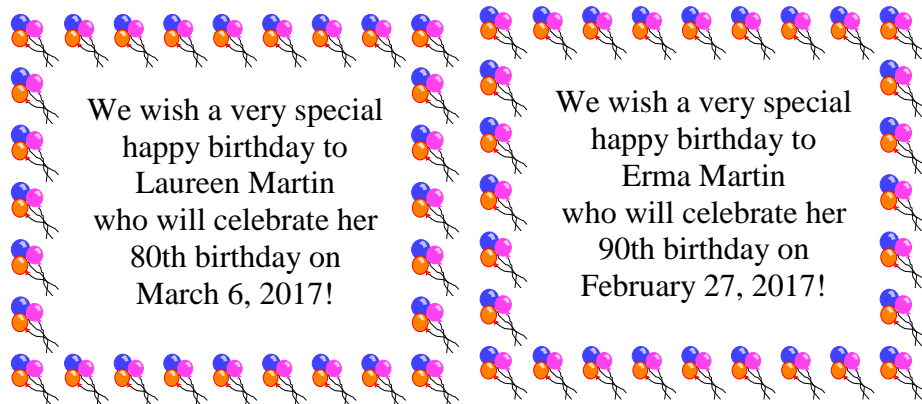 We wish a very special
happy birthday to
Laureen Martin
who will celebrate her
80th birthday on
March 6, 2017!
We wish a very special
happy birthday to
Erma Martin
who will celebrate her
90th birthday on
February 27, 2017!